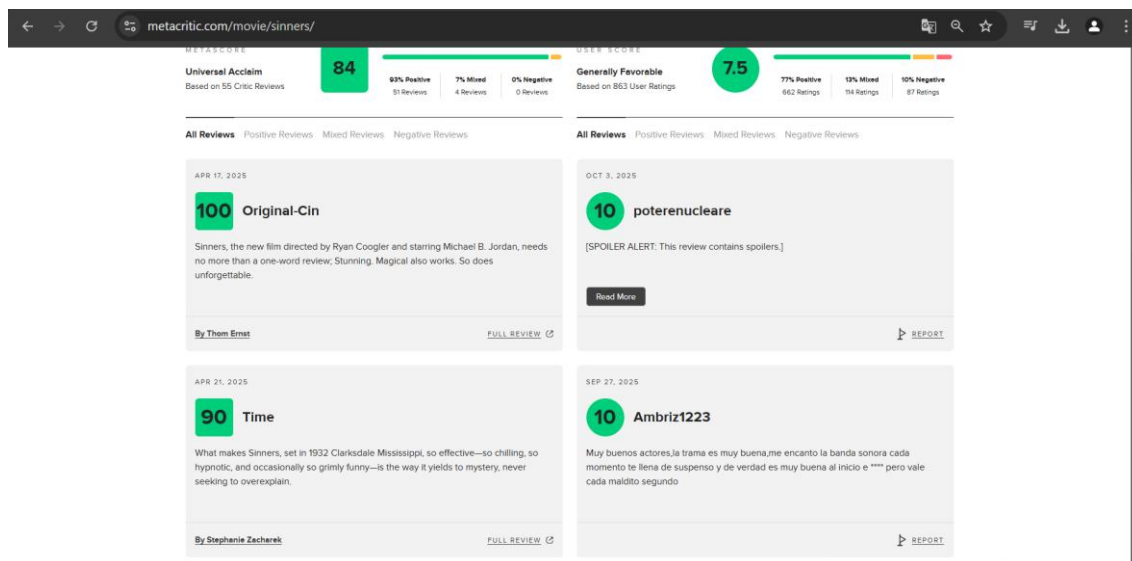 metacritic.com/movie/sinners/
METASCORE
Universal Acclaim
Based on 55 Critic Reviews
84
93% Positive 7% Mixed 0% Negative
51 Reviews 4 Reviews 0 Reviews
All Reviews Positive Reviews Mixed Reviews Negative Reviews
APR 17, 2025
100 Original-Cin
Sinners, the new film directed by Ryan Coogler and starring Michael B. Jordan, needs
no more than a one-word review; Stunning. Magical also works. So does
unforgettable.
By Thom Ernst FULL REVIEW
APR 21, 2025
90 Time
What makes Sinners, set in 1932 Clarksdale Mississippi, so effective—so chilling, so
hypnotic, and occasionally so grimly funny—is the way it yields to mystery, never
seeking to overexplain.
By Stephanie Zacharek FULL REVIEW
USER SCORE
Generally Favorable
Based on 863 User Ratings
7.5
77% Positive 13% Mixed 10% Negative
662 Ratings 114 Ratings 87 Ratings
All Reviews Positive Reviews Mixed Reviews Negative Reviews
OCT 3, 2025
10 poterenucleare
[SPOILER ALERT: This review contains spoilers.]
Read More
REPORT
SEP 27, 2025
10 Ambriz1223
Muy buenos actores,la trama es muy buena,me encanto la banda sonora cada
momento te llena de suspenso y de verdad es muy buena al inicio e **** pero vale
cada maldito segundo
REPORT